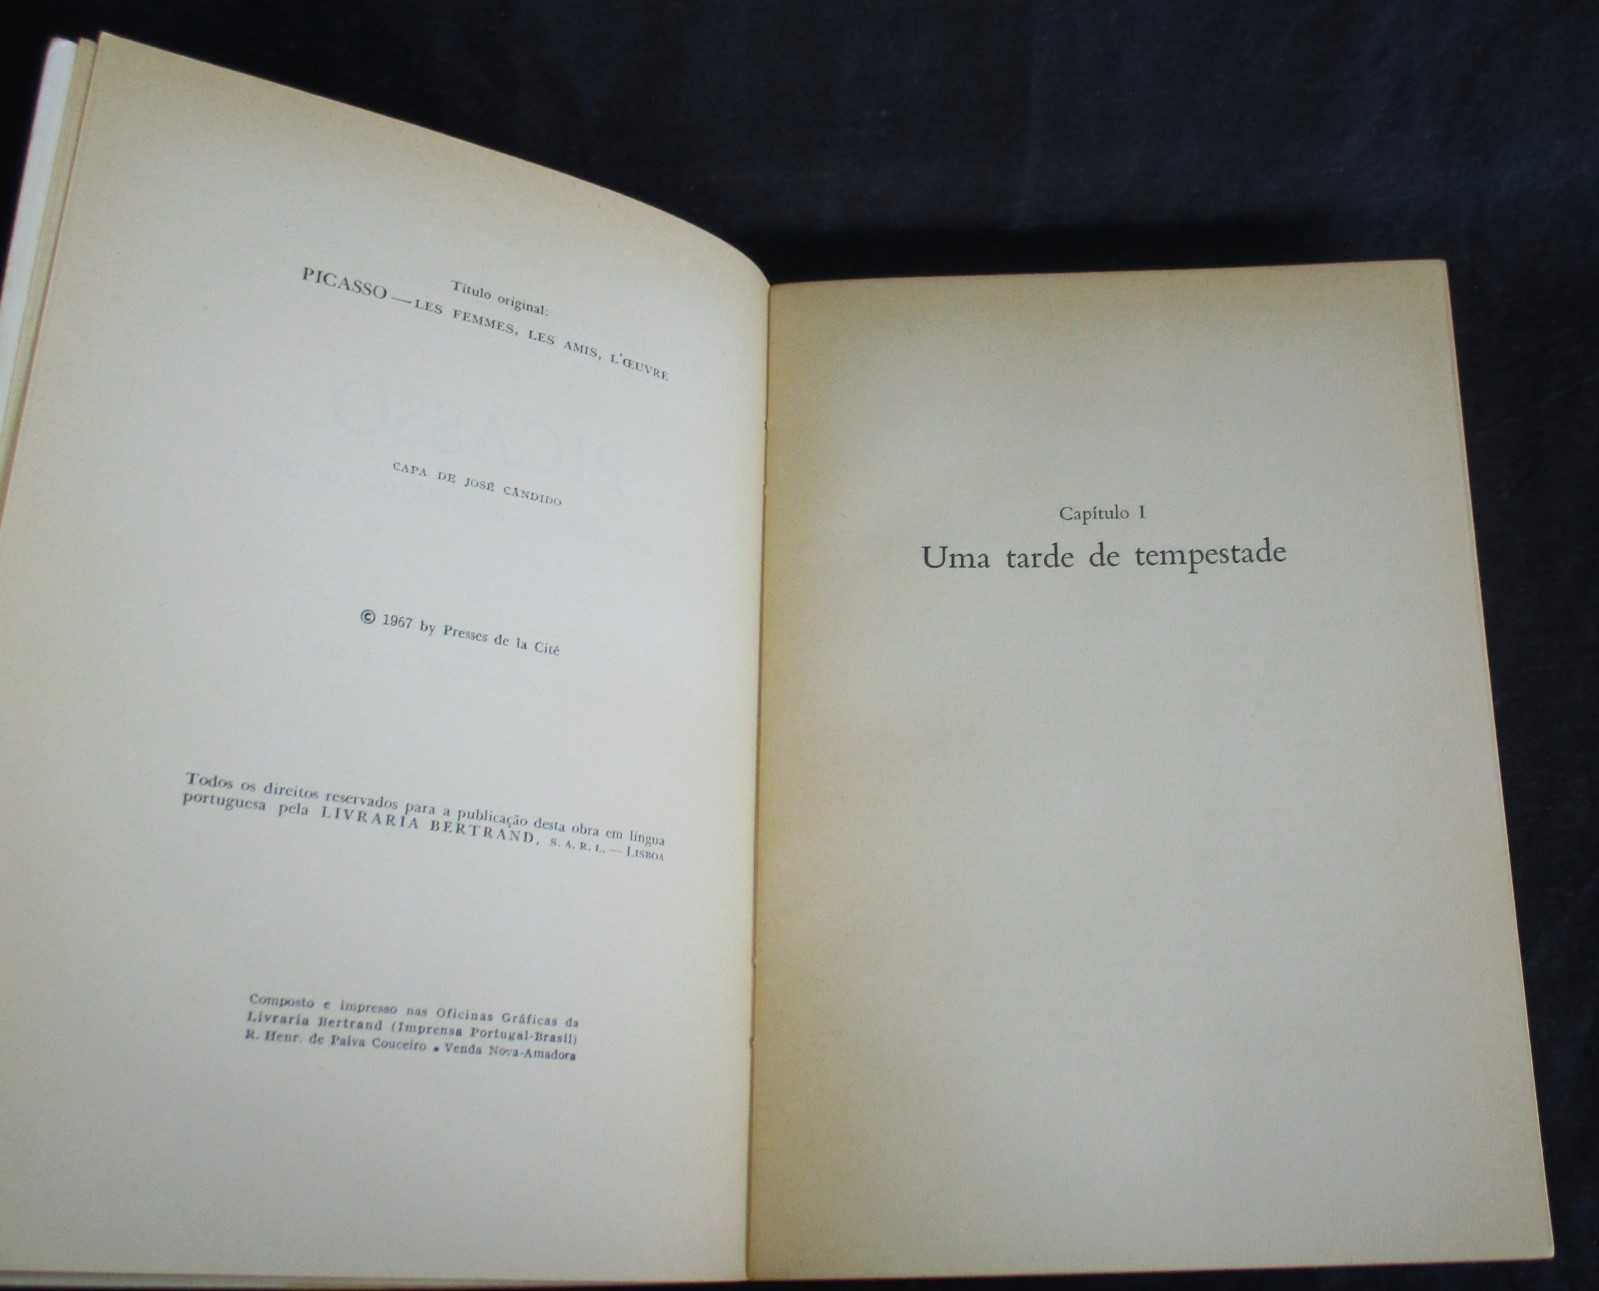 Título original:
PICASSO — LES FEMMES, LES AMIS, L'ŒUVRE
CAPA DE JOSÉ CÂNDIDO
© 1967 by Presses de la Cité
Todos os direitos reservados para a publicação desta obra em língua
portuguesa pela LIVRARIA BERTRAND, S. A. R. L. — LISBOA
Composto e impresso nas Oficinas Gráficas da
Livraria Bertrand (Imprensa Portugal-Brasil)
R. Henr. de Paiva Couceiro • Venda Nova-Amadora
Capítulo I
Uma tarde de tempestade